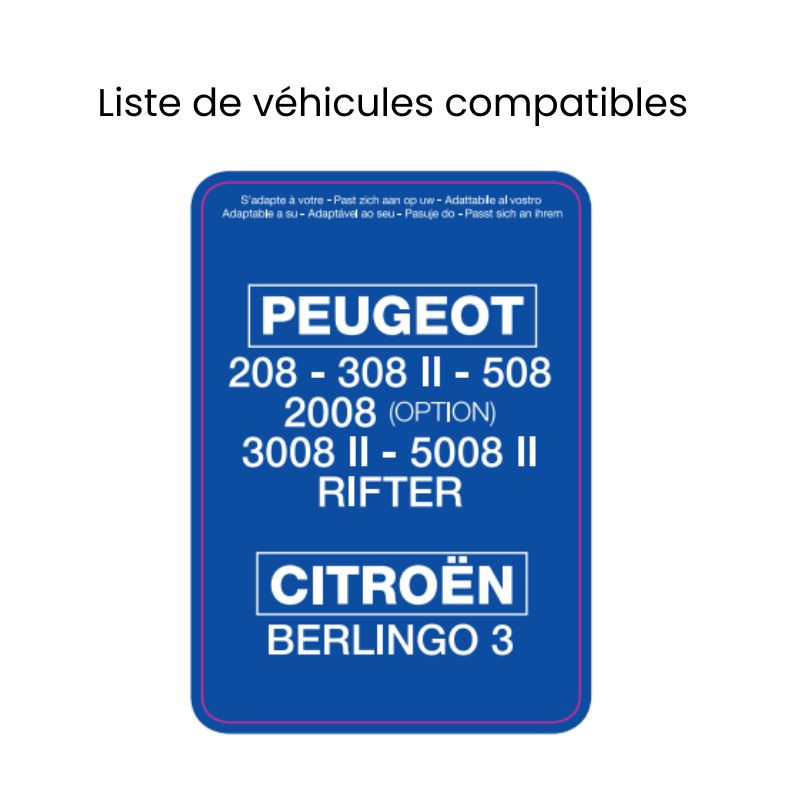 Liste de véhicules compatibles
S'adapte à votre - Past zich aan op uw - Adattabile al vostro
Adaptable a su - Adaptável ao seu - Pasuje do - Passt sich an ihrem
PEUGEOT
208 - 308 II - 508
2008 (OPTION)
3008 II - 5008 II
RIFTER
CITROËN
BERLINGO 3